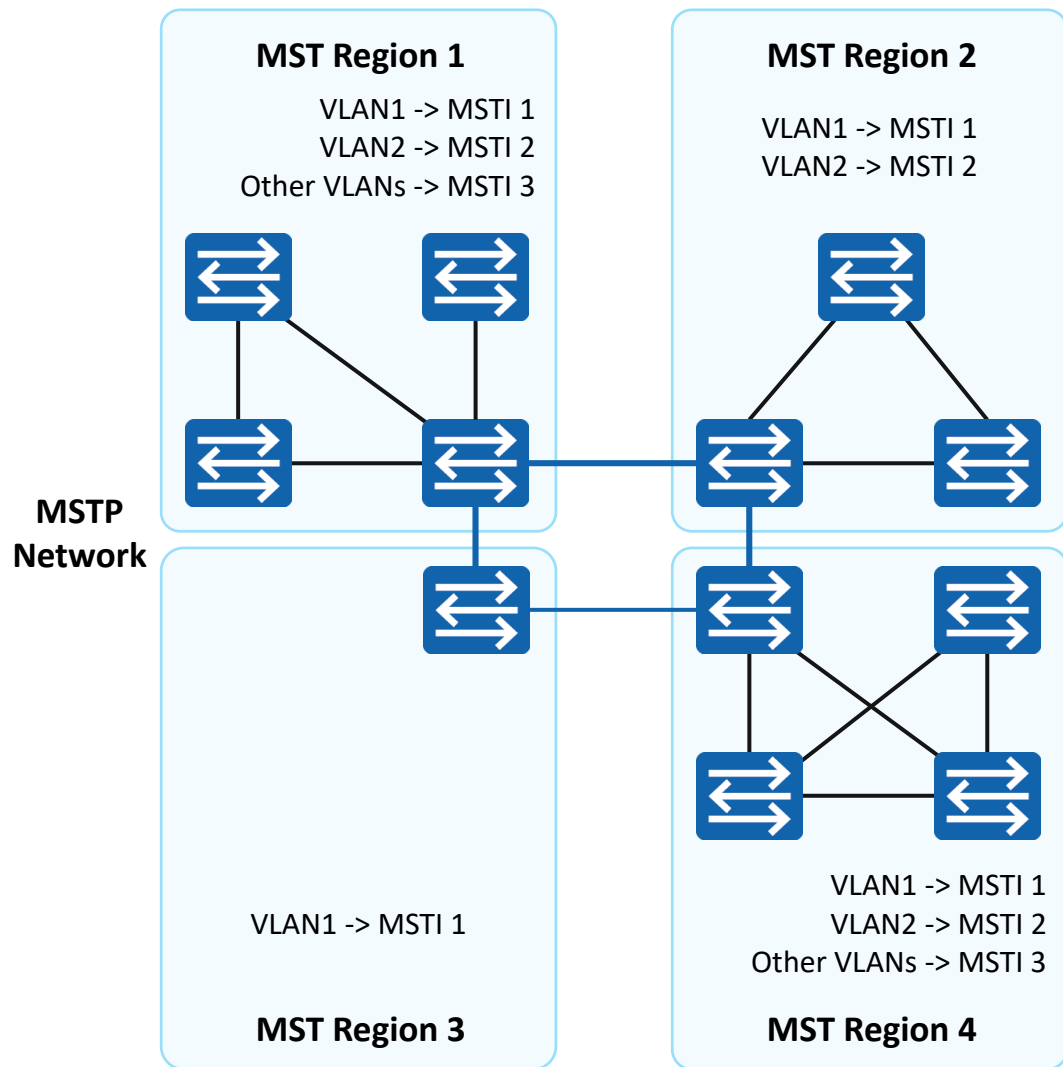 MST Region 1
VLAN1 -> MSTI 1
VLAN2 -> MSTI 2
Other VLANs -> MSTI 3
MST Region 2
VLAN1 -> MSTI 1
VLAN2 -> MSTI 2
MSTP
Network
VLAN1 -> MSTI 1
MST Region 3
VLAN1 -> MSTI 1
VLAN2 -> MSTI 2
Other VLANs -> MSTI 3
MST Region 4